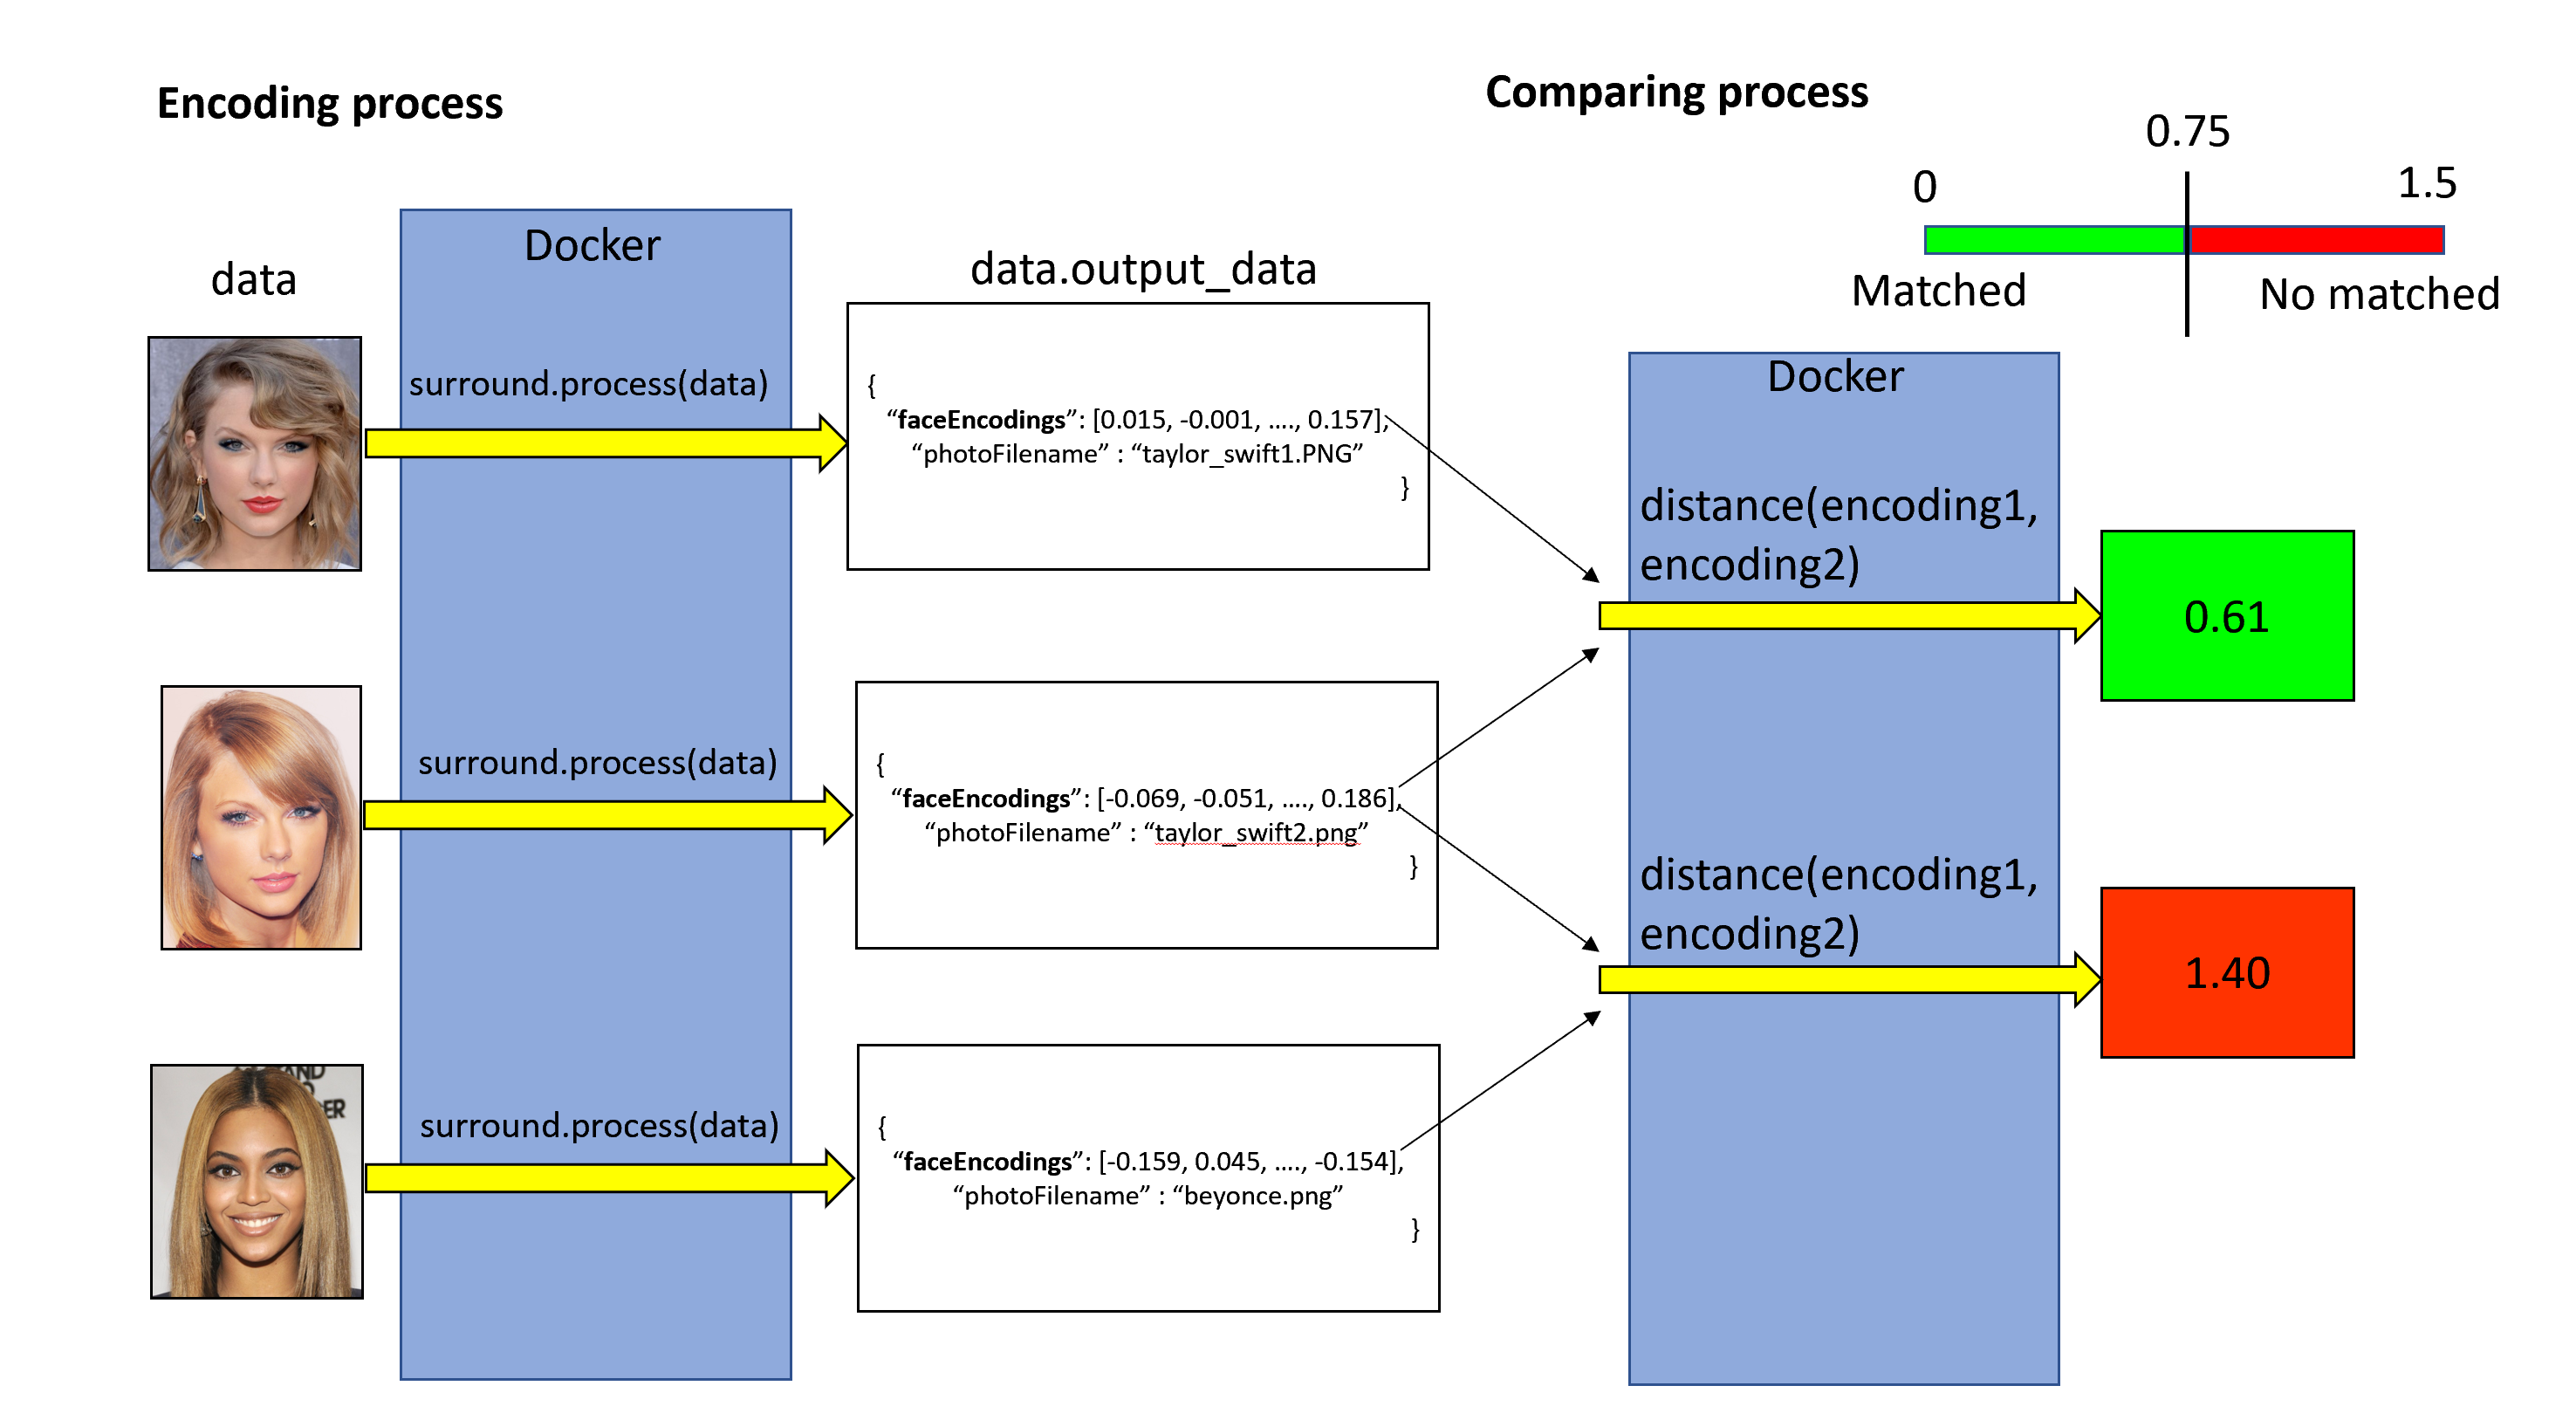 Encoding process
data
Docker
data.output_data
surround.process(data)
{
“faceEncodings”: [0.015, -0.001, …., 0.157],
“photoFilename” : “taylor_swift1.PNG”
}
surround.process(data)
{
“faceEncodings”: [-0.069, -0.051, …., 0.186],
“photoFilename” : “taylor_swift2.png”
}
surround.process(data)
{
“faceEncodings”: [-0.159, 0.045, …., -0.154],
“photoFilename” : “beyonce.png”
}
AND
ER
Comparing process
0.75
0
1.5
Matched
No matched
Docker
distance(encoding1,
encoding2)
0.61
distance(encoding1,
encoding2)
1.40